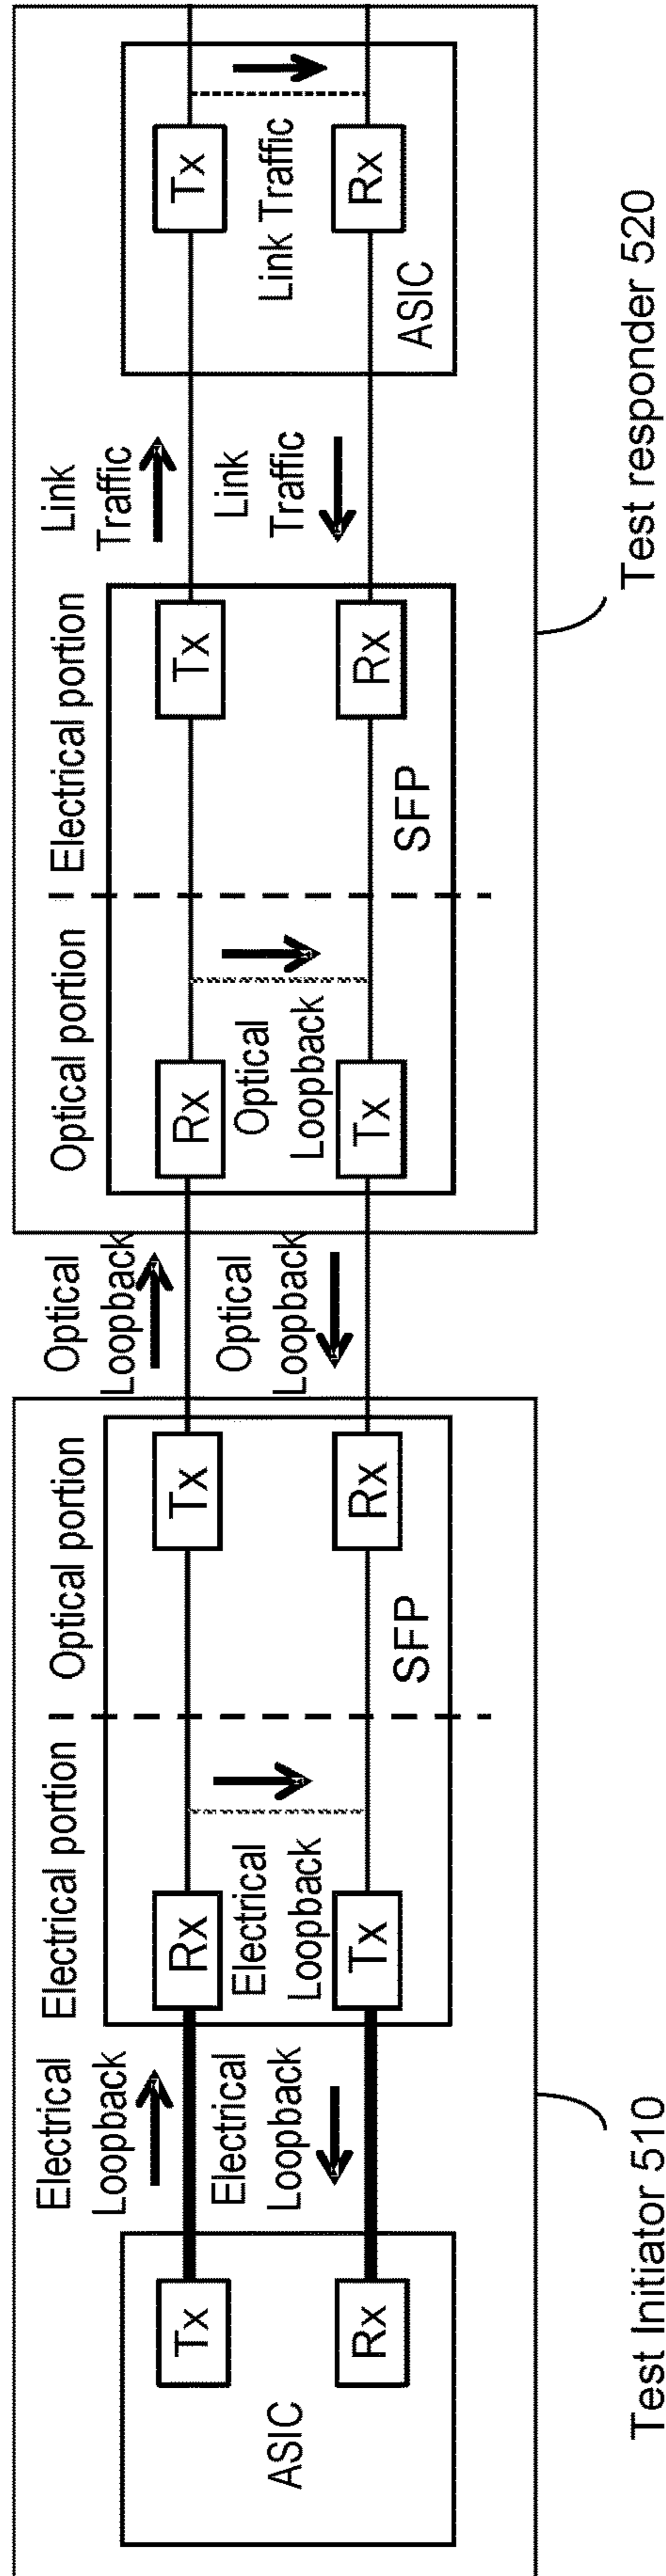 Electrical
Loopback
Electrical portion
Optical portion
Optical
Loopback
Optical portion
Electrical portion
Link
Traffic
Tx
Rx
Tx
Rx
Tx
Tx
Electrical
Loopback
Electrical
Loopback
Optical
Loopback
Optical
Loopback
Link
Traffic
Link Traffic
ASIC
Rx
Tx
Rx
Tx
Rx
Rx
SFP
SFP
ASIC
Test Initiator 510
Test responder 520